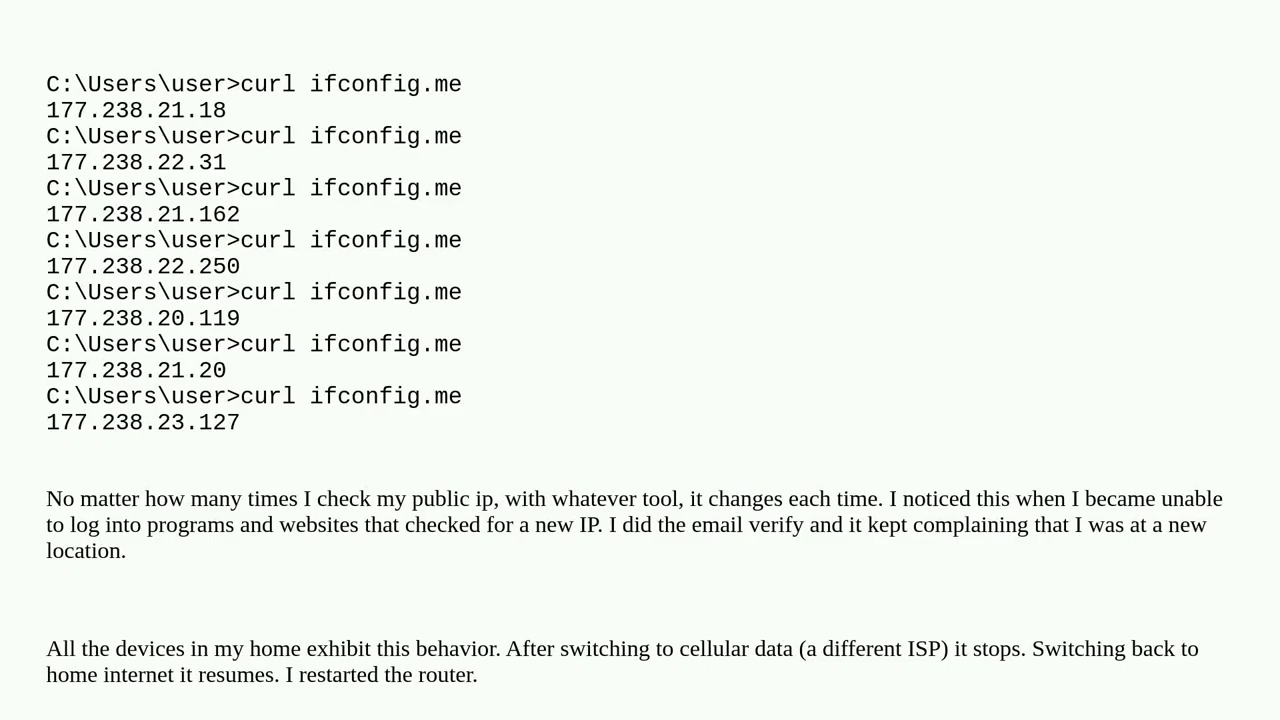 C:\Users\user>curl ifconfig.me
177.238.21.18
C:\Users\user>curl ifconfig.me
177.238.22.31
C:\Users\user>curl ifconfig.me
177.238.21.162
C:\Users\user>curl ifconfig.me
177.238.22.250
C:\Users\user>curl ifconfig.me
177.238.20.119
C:\Users\user>curl ifconfig.me
177.238.21.20
C:\Users\user>curl ifconfig.me
177.238.23.127
No matter how many times I check my public ip, with whatever tool, it changes each time. I noticed this when I became unable
to log into programs and websites that checked for a new IP. I did the email verify and it kept complaining that I was at a new
location.
All the devices in my home exhibit this behavior. After switching to cellular data (a different ISP) it stops. Switching back to
home internet it resumes. I restarted the router.